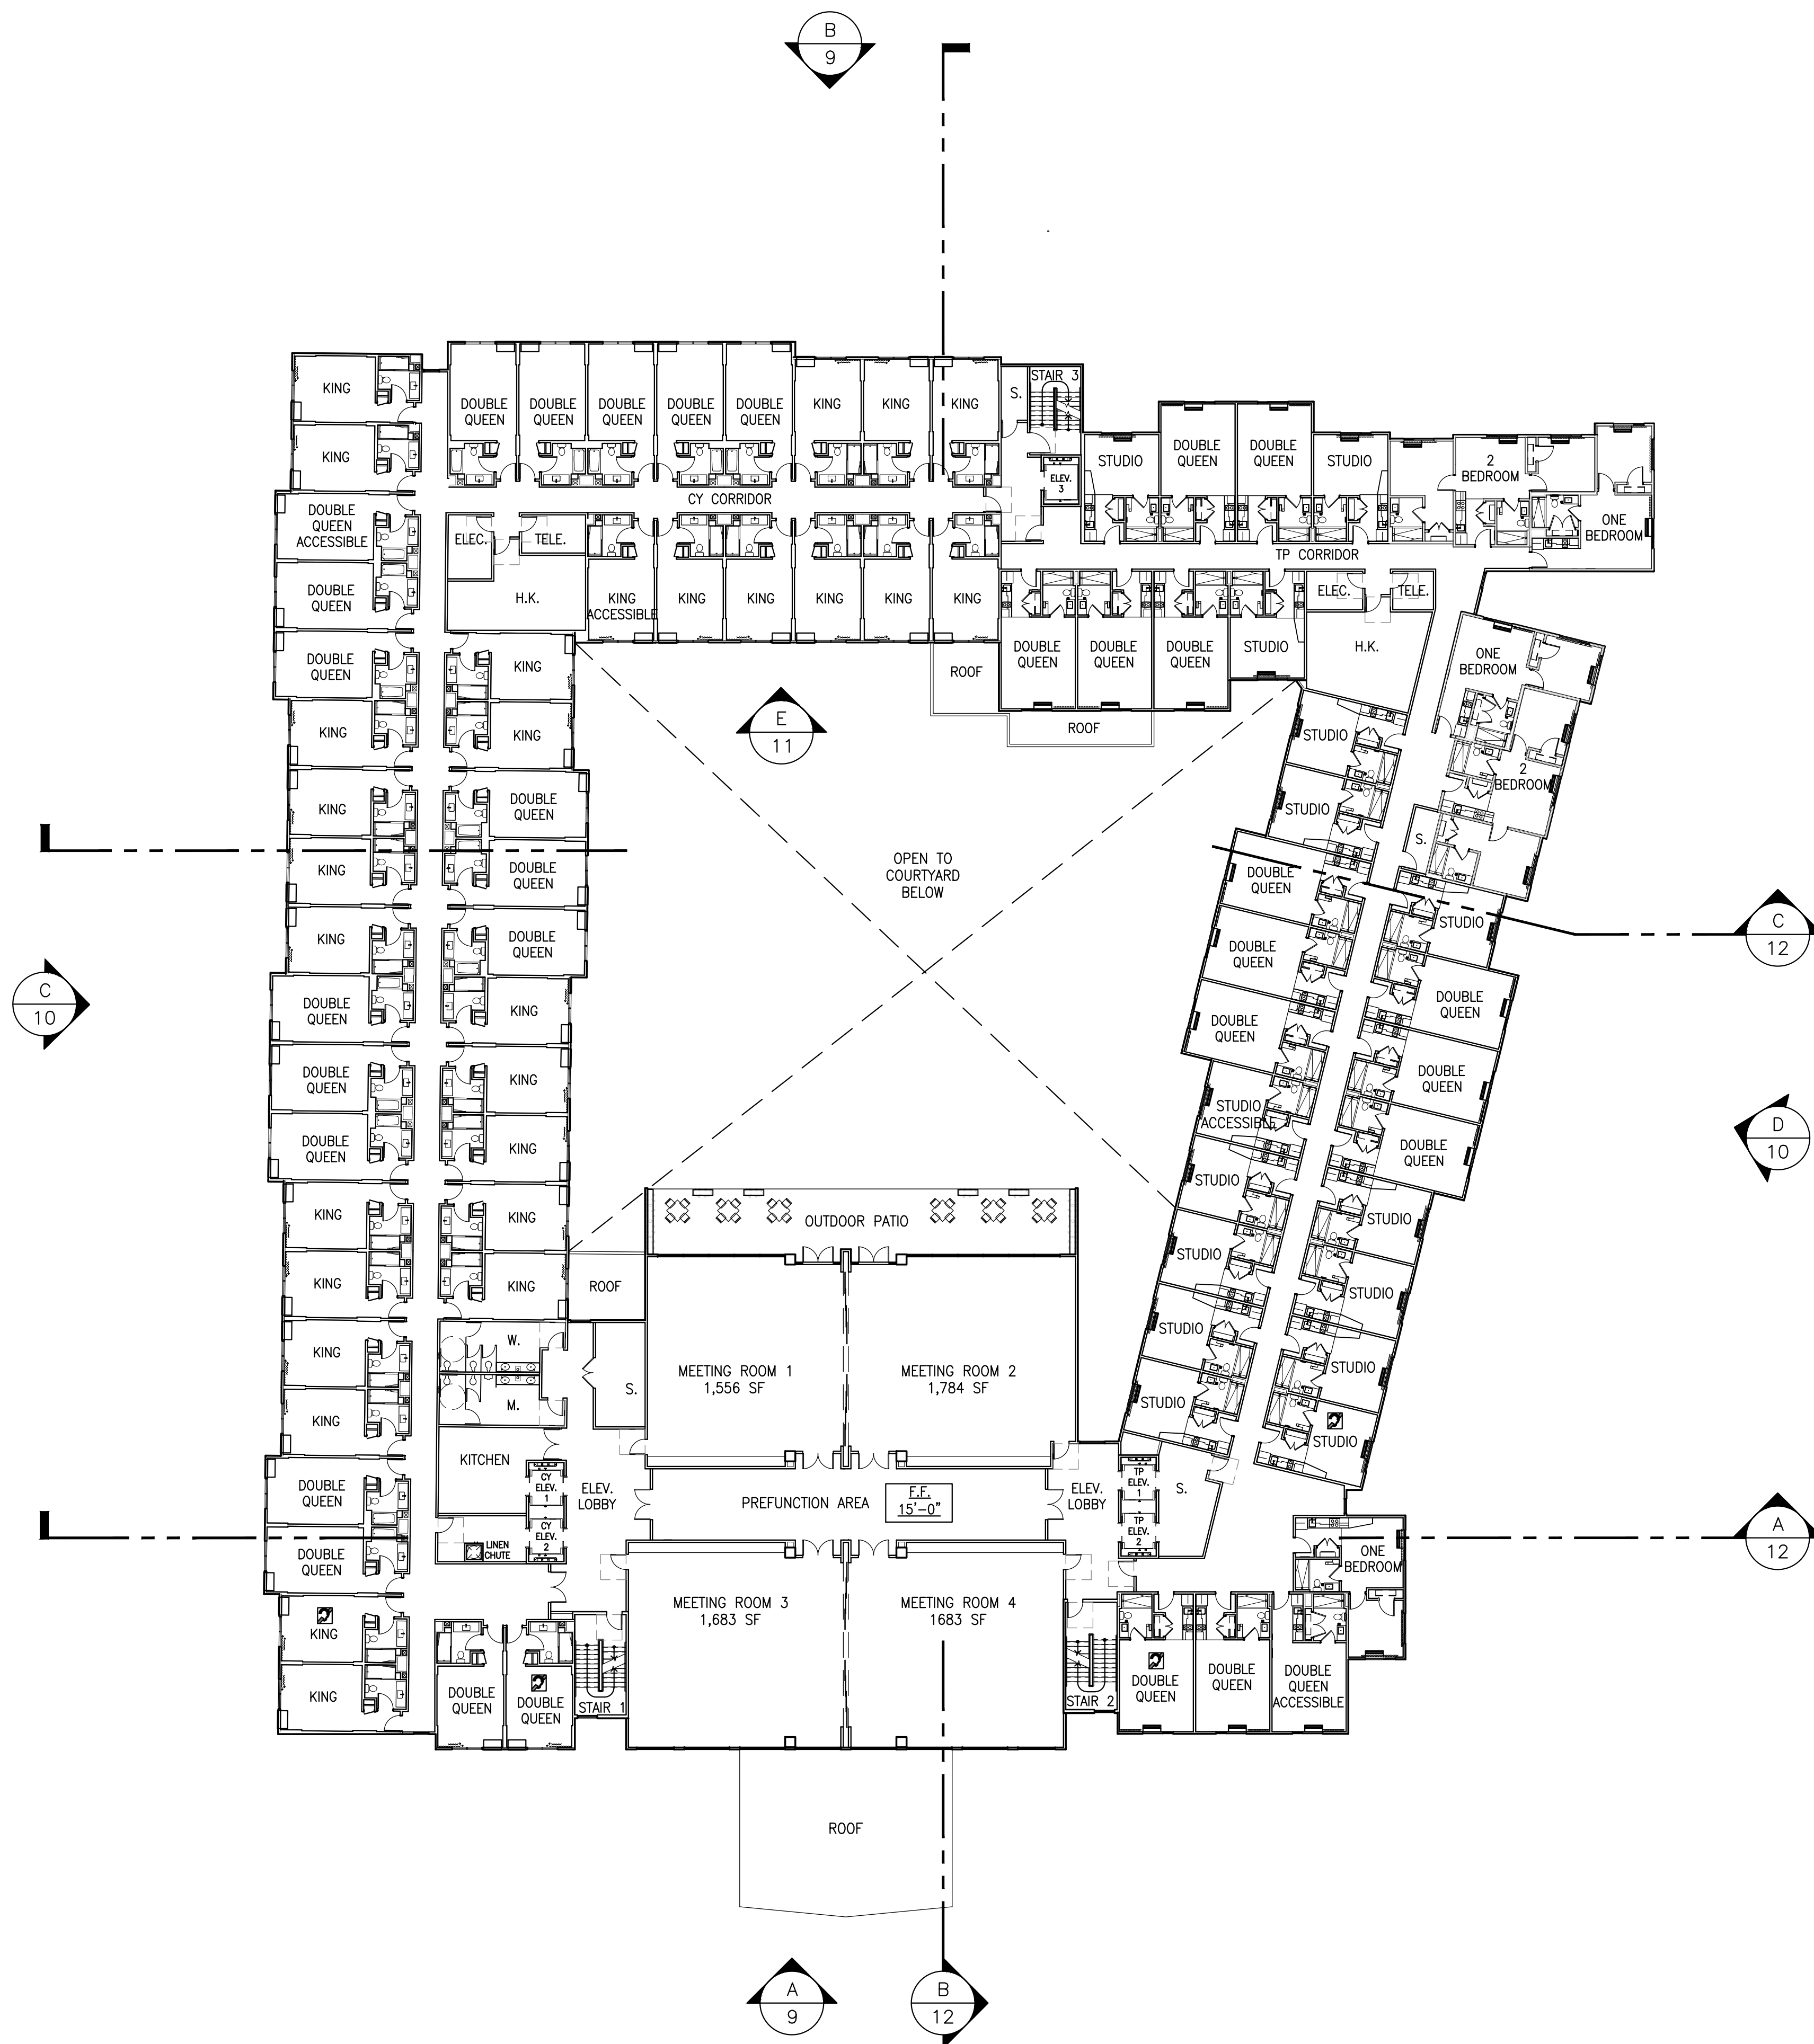 B
9
KING
DOUBLE
QUEEN
DOUBLE
QUEEN
DOUBLE
QUEEN
DOUBLE
QUEEN
DOUBLE
QUEEN
KING
KING
KING
S.
STAIR 3
KING
STUDIO
DOUBLE
QUEEN
DOUBLE
QUEEN
STUDIO
2
BEDROOM
ELEV.
3
CY CORRIDOR
DOUBLE
QUEEN
ACCESSIBLE
ELEC.
TELE.
ONE
BEDROOM
TP CORRIDOR
DOUBLE
QUEEN
H.K.
KING
ACCESSIBLE
KING
KING
KING
KING
KING
ELEC.
TELE.
DOUBLE
QUEEN
KING
ROOF
DOUBLE
QUEEN
DOUBLE
QUEEN
DOUBLE
QUEEN
STUDIO
H.K.
ONE
BEDROOM
KING
KING
E
11
ROOF
STUDIO
KING
DOUBLE
QUEEN
STUDIO
2
BEDROOM
KING
DOUBLE
QUEEN
OPEN TO
COURTYARD
BELOW
DOUBLE
QUEEN
S.
KING
DOUBLE
QUEEN
DOUBLE
QUEEN
STUDIO
C
12
C
10
DOUBLE
QUEEN
KING
DOUBLE
QUEEN
DOUBLE
QUEEN
DOUBLE
QUEEN
KING
STUDIO
ACCESSIBLE
DOUBLE
QUEEN
D
10
DOUBLE
QUEEN
KING
DOUBLE
QUEEN
KING
KING
OUTDOOR PATIO
STUDIO
STUDIO
KING
KING
ROOF
STUDIO
STUDIO
KING
W.
S.
MEETING ROOM 1
1,556 SF
MEETING ROOM 2
1,784 SF
STUDIO
STUDIO
KING
M.
STUDIO
STUDIO
KITCHEN
DOUBLE
QUEEN
CY
ELEV.
1
ELEV.
LOBBY
PREFUNCTION AREA
F.F.
15'-0"
ELEV.
LOBBY
TP
ELEV.
1
S.
DOUBLE
QUEEN
LINEN
CHUTE
CY
ELEV.
2
TP
ELEV.
2
ONE
BEDROOM
A
12
KING
MEETING ROOM 3
1,683 SF
MEETING ROOM 4
1683 SF
KING
DOUBLE
QUEEN
DOUBLE
QUEEN
STAIR 1
STAIR 2
DOUBLE
QUEEN
DOUBLE
QUEEN
DOUBLE
QUEEN
ACCESSIBLE
ROOF
A
9
B
12